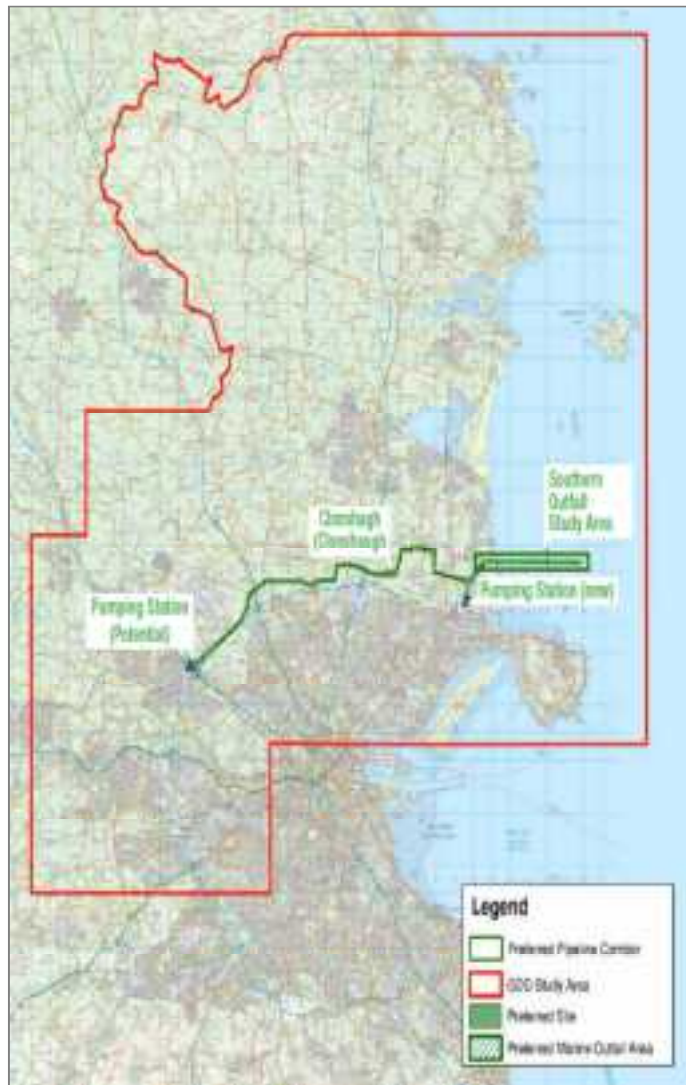 Southern
Outfall
Study Area
Clonshagh
(Clonshaugh
Pumping Station (new)
Pumping Station
(Potential)
Legend
Preferred Pipeline Corridor
GDD Study Area
Preferred Site
Preferred Marine Outfall Area